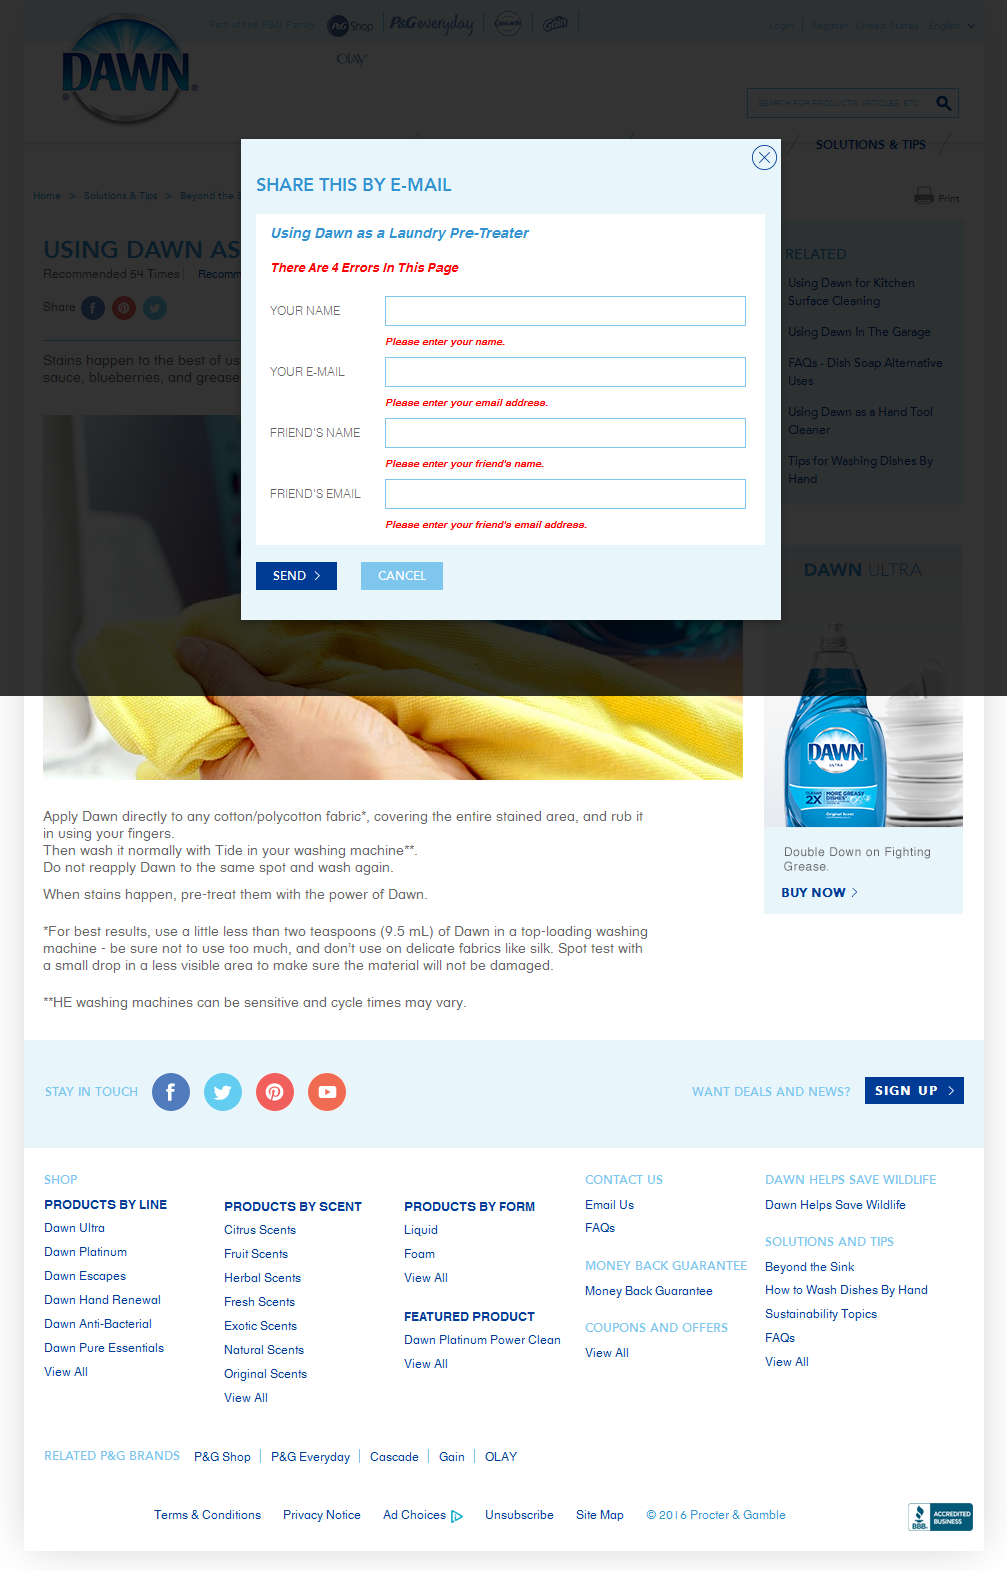 Part of the P&G Family
P&G Shop
P&G everyday
Cascade
Gain
Login
Register
United States - English
OLAY
DAWN
SEARCH FOR PRODUCTS, ARTICLES, ETC
SOLUTIONS & TIPS
Home > Solutions & Tips > Beyond the
Print
SHARE THIS BY E-MAIL
Using Dawn as a Laundry Pre-Treater
There Are 4 Errors In This Page
YOUR NAME
Please enter your name.
YOUR E-MAIL
Please enter your email address.
FRIEND'S NAME
Please enter your friend's name.
FRIEND'S EMAIL
Please enter your friend's email address.
SEND
CANCEL
USING DAWN AS
Recommended 54 Times
Share
Stains happen to the best of us
sauce, blueberries, and grease
RELATED
Using Dawn for Kitchen
Surface Cleaning
Using Dawn In The Garage
FAQs - Dish Soap Alternative
Uses
Using Dawn as a Hand Tool
Cleaner
Tips for Washing Dishes By
Hand
DAWN ULTRA
DAWN
ULTRA
2X
MORE GREASY
DISHES
Original Scent
Double Down on Fighting
Grease.
BUY NOW >
Apply Dawn directly to any cotton/polycotton fabric*, covering the entire stained area, and rub it
in using your fingers.
Then wash it normally with Tide in your washing machine**.
Do not reapply Dawn to the same spot and wash again.
When stains happen, pre-treat them with the power of Dawn.
*For best results, use a little less than two teaspoons (9.5 mL) of Dawn in a top-loading washing
machine - be sure not to use too much, and don't use on delicate fabrics like silk. Spot test with
a small drop in a less visible area to make sure the material will not be damaged.
**HE washing machines can be sensitive and cycle times may vary.
STAY IN TOUCH
WANT DEALS AND NEWS?
SIGN UP >
SHOP
PRODUCTS BY LINE
Dawn Ultra
Dawn Platinum
Dawn Escapes
Dawn Hand Renewal
Dawn Anti-Bacterial
Dawn Pure Essentials
View All
PRODUCTS BY SCENT
Citrus Scents
Fruit Scents
Herbal Scents
Fresh Scents
Exotic Scents
Natural Scents
Original Scents
View All
PRODUCTS BY FORM
Liquid
Foam
View All
FEATURED PRODUCT
Dawn Platinum Power Clean
View All
CONTACT US
Email Us
FAQs
MONEY BACK GUARANTEE
Money Back Guarantee
COUPONS AND OFFERS
View All
DAWN HELPS SAVE WILDLIFE
Dawn Helps Save Wildlife
SOLUTIONS AND TIPS
Beyond the Sink
How to Wash Dishes By Hand
Sustainability Topics
FAQs
View All
RELATED P&G BRANDS
P&G Shop | P&G Everyday | Cascade | Gain | OLAY
Terms & Conditions
Privacy Notice
Ad Choices
Unsubscribe
Site Map
© 2016 Procter & Gamble
BBB
ACCREDITED
BUSINESS